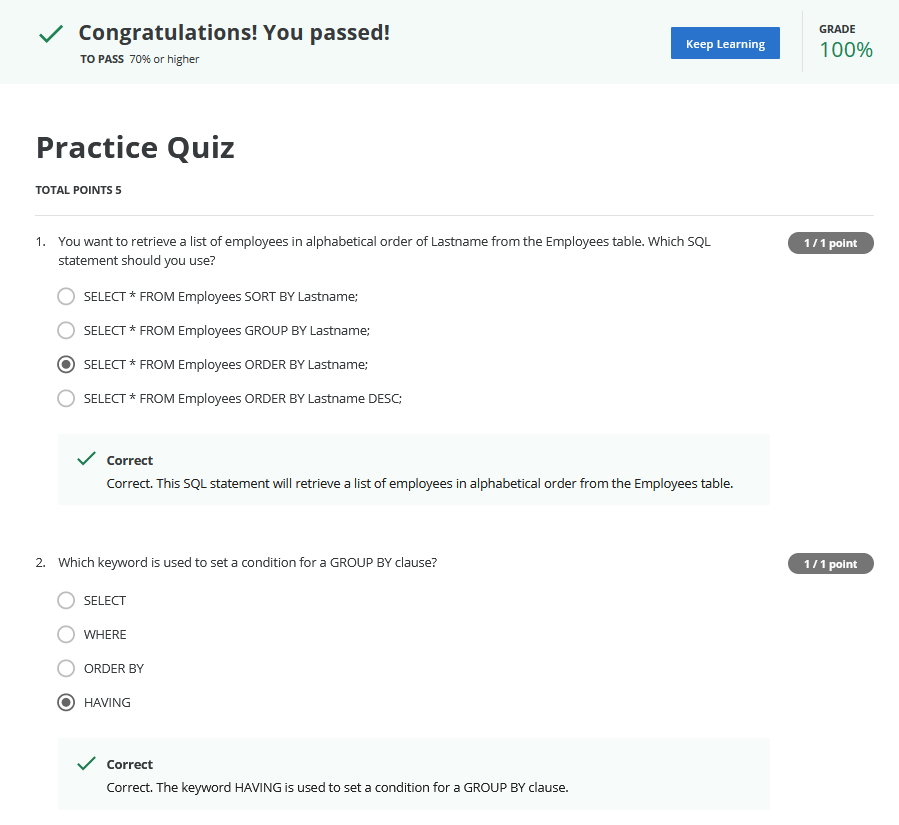 Congratulations! You passed!
TO PASS 70% or higher
Keep Learning
GRADE
100%
Practice Quiz
TOTAL POINTS 5
1. You want to retrieve a list of employees in alphabetical order of Lastname from the Employees table. Which SQL
statement should you use?
1 / 1 point
SELECT * FROM Employees SORT BY Lastname;
SELECT * FROM Employees GROUP BY Lastname;
SELECT * FROM Employees ORDER BY Lastname;
SELECT * FROM Employees ORDER BY Lastname DESC;
Correct
Correct. This SQL statement will retrieve a list of employees in alphabetical order from the Employees table.
2. Which keyword is used to set a condition for a GROUP BY clause?
1 / 1 point
SELECT
WHERE
ORDER BY
HAVING
Correct
Correct. The keyword HAVING is used to set a condition for a GROUP BY clause.